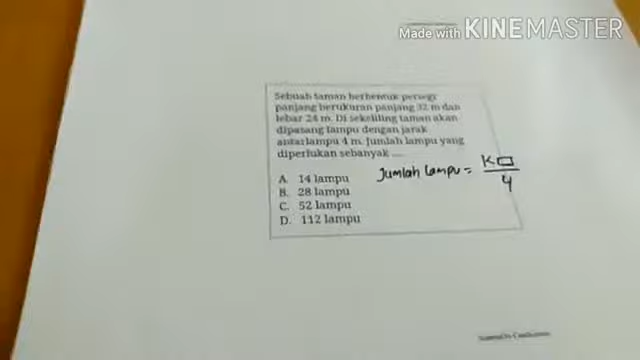 Made with KINEMASTER
Sebuah taman berbentuk persegi
panjang berukuran panjang 32 m dan
lebar 24 m. Di sekeliling taman akan
dipasang lampu dengan jarak
antarlampu 4 m. Jumlah lampu yang
diperlukan sebanyak ....
A. 14 lampu
B. 28 lampu
C. 52 lampu
D. 112 lampu
Jumlah lampu = K▭
4